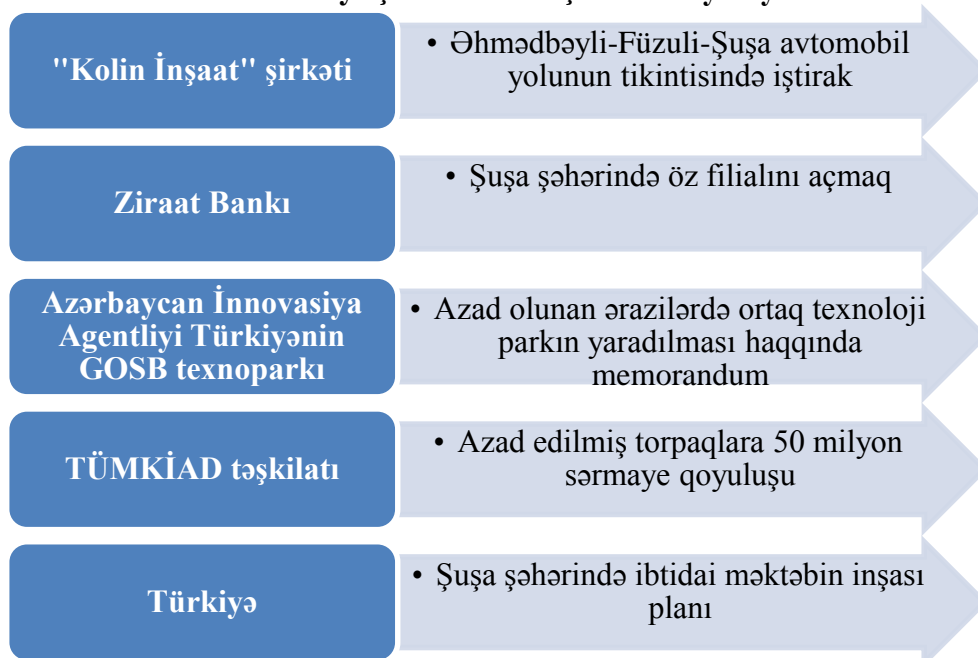 "Kolin İnşaat" şirkəti
• Əhmədbəyli-Füzuli-Şuşa avtomobil
yolunun tikintisində iştirak
Ziraat Bankı
• Şuşa şəhərində öz filialını açmaq
Azərbaycan İnnovasiya
Agentliyi Türkiyənin
GOSB texnoparkı
• Azad olunan ərazilərdə ortaq texnoloji
parkın yaradılması haqqında
memorandum
TÜMKİAD təşkilatı
• Azad edilmiş torpaqlara 50 milyon
sərmaye qoyuluşu
Türkiyə
• Şuşa şəhərində ibtidai məktəbin inşası
planı